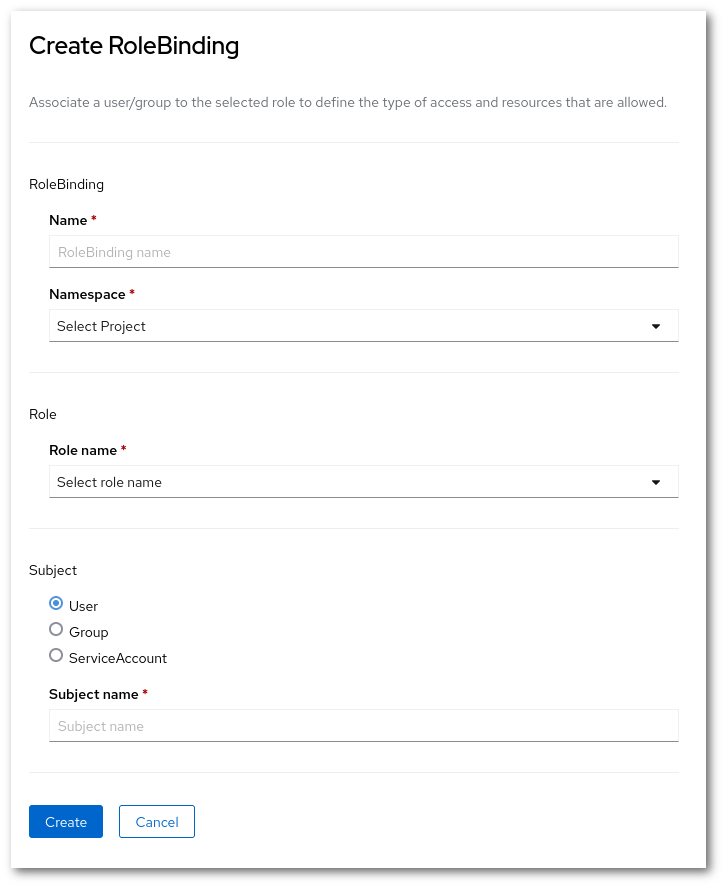 Create RoleBinding
Associate a user/group to the selected role to define the type of access and resources that are allowed.
RoleBinding
Name *
RoleBinding name
Namespace *
Select Project
Role
Role name *
Select role name
Subject
User
Group
ServiceAccount
Subject name *
Subject name
Create Cancel